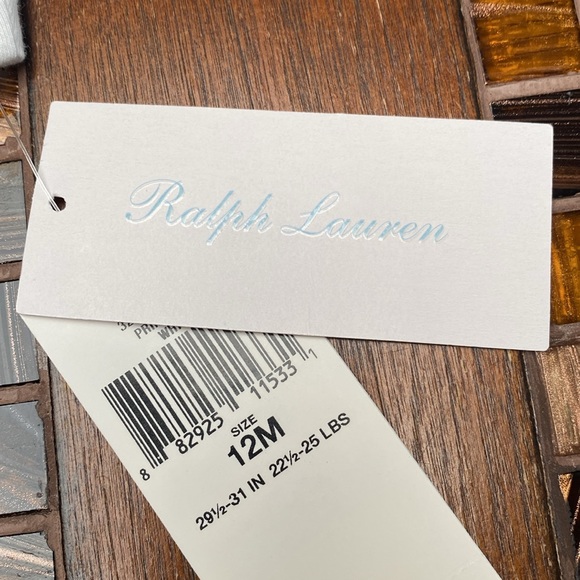 Ralph Lauren
8 82925 11533 1
SIZE
12M
29½-31 IN 22½-25 LBS